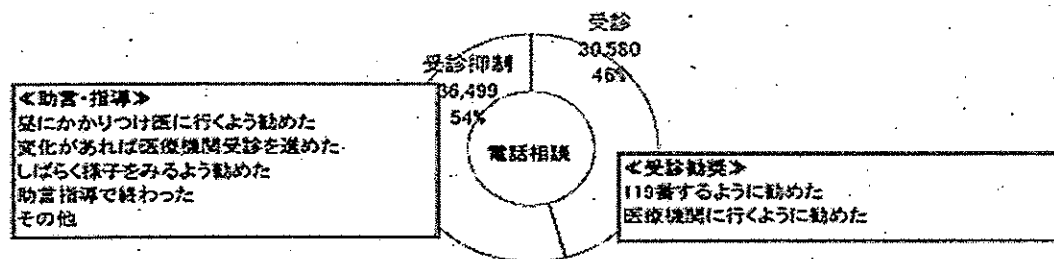 受診
30,580
46%
受診抑制
36,499
54%
≪助言・指導≫
昼にかかりつけ医に行くよう勧めた
変化があれば医療機関受診を進めた
しばらく様子をみるよう勧めた
助言指導で終わった
その他
電話相談
≪受診勧奨≫
119番するように勧めた
医療機関に行くように勧めた